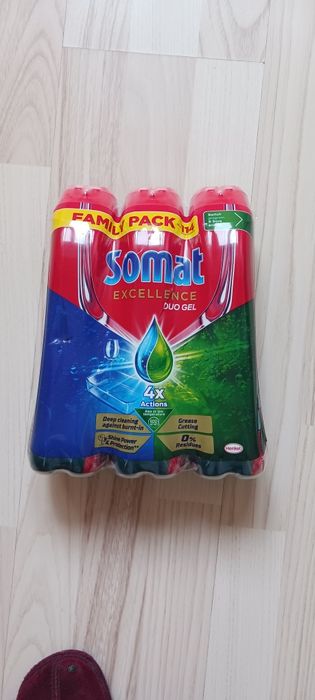 FAMILY PACK
Somat
EXCELLENCE
DUO GEL
4x
Actions
Deep cleaning
against burnt-in
Grease
Cutting
Shine Power
& Protection**
0%
Residues
Henkel